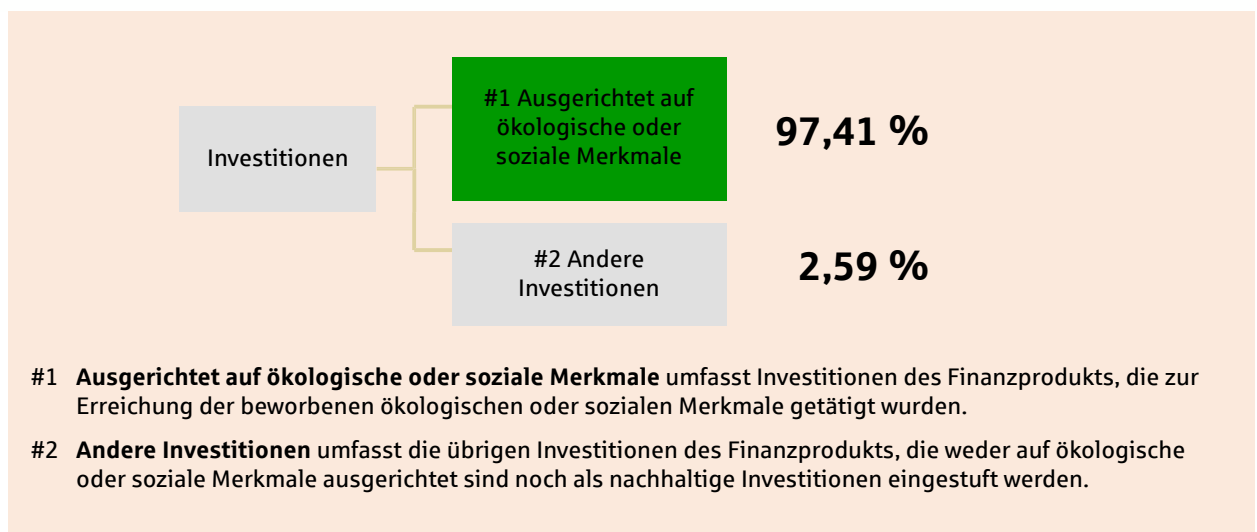 #1 Ausgerichtet auf
ökologische oder
soziale Merkmale
97,41 %
Investitionen
#2 Andere
Investitionen
2,59 %
#1 Ausgerichtet auf ökologische oder soziale Merkmale umfasst Investitionen des Finanzprodukts, die zur
Erreichung der beworbenen ökologischen oder sozialen Merkmale getätigt wurden.
#2 Andere Investitionen umfasst die übrigen Investitionen des Finanzprodukts, die weder auf ökologische
oder soziale Merkmale ausgerichtet sind noch als nachhaltige Investitionen eingestuft werden.